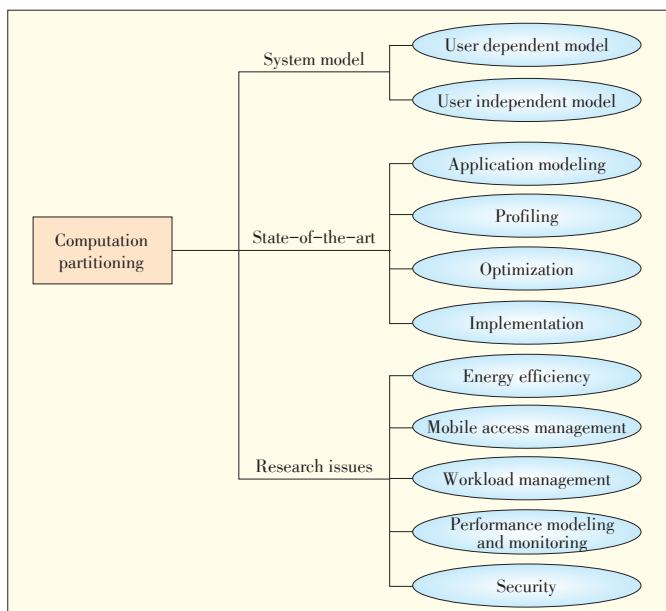 Computation
partitioning
System model
User dependent model
User independent model
State-of-the-art
Application modeling
Profiling
Optimization
Implementation
Research issues
Energy efficiency
Mobile access management
Workload management
Performance modeling
and monitoring
Security